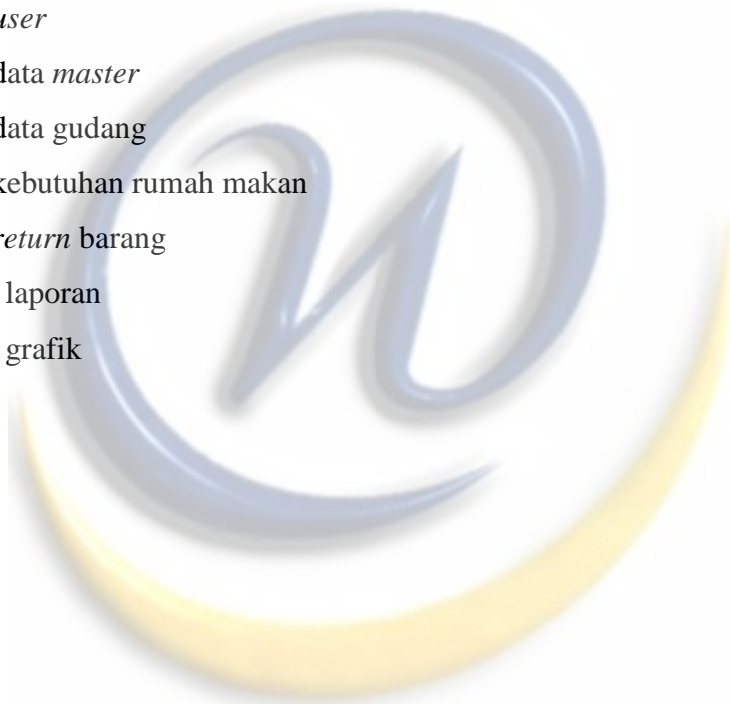 user
data master
data gudang
kebutuhan rumah makan
return barang
laporan
grafik